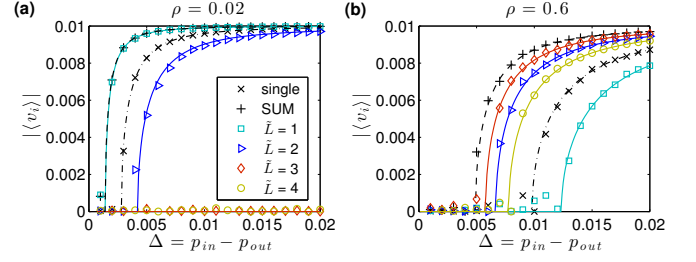 (a) ρ = 0.02
0.01
0.008
0.006
0.004
0.002
0
|⟨v_i⟩|
single
SUM
L̃ = 1
L̃ = 2
L̃ = 3
L̃ = 4
0 0.005 0.01 0.015 0.02
Δ = p_in − p_out
(b) ρ = 0.6
0.01
0.008
0.006
0.004
0.002
0
|⟨v_i⟩|
0 0.005 0.01 0.015 0.02
Δ = p_in − p_out